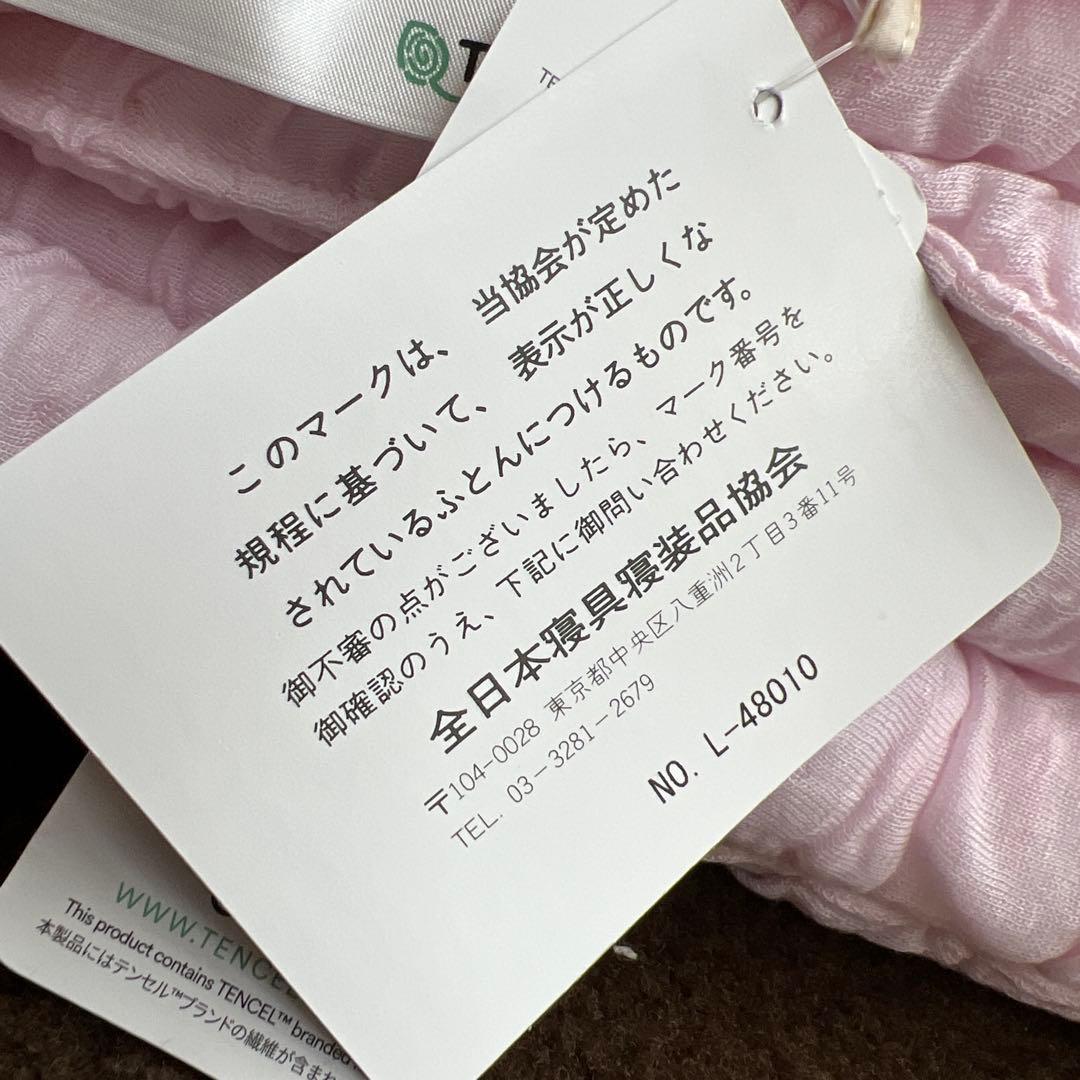 このマークは、当協会が定めた
規程に基づいて、表示が正しくな
されているふとんにつけるものです。
御不審の点がございましたら、マーク番号を
御確認のうえ、下記に御問い合わせください。
全日本寝具寝装品協会
〒104-0028 東京都中央区八重洲2丁目3番11号
TEL. 03-3281-2679
NO. L-48010
WWW.TENCEL
This product contains TENCEL™ branded
本製品にはテンセル™ブランドの繊維が含まれ